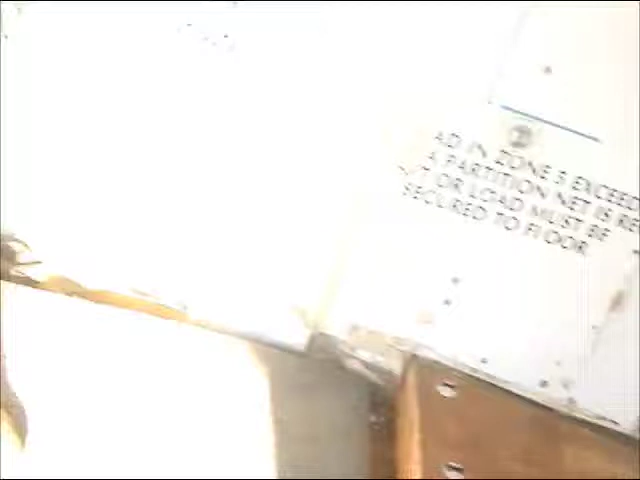 AD IN ZONE 5 EXCEED
A PARTITION NET IS RE
T OR LOAD MUST BE
SECURED TO FLOOR